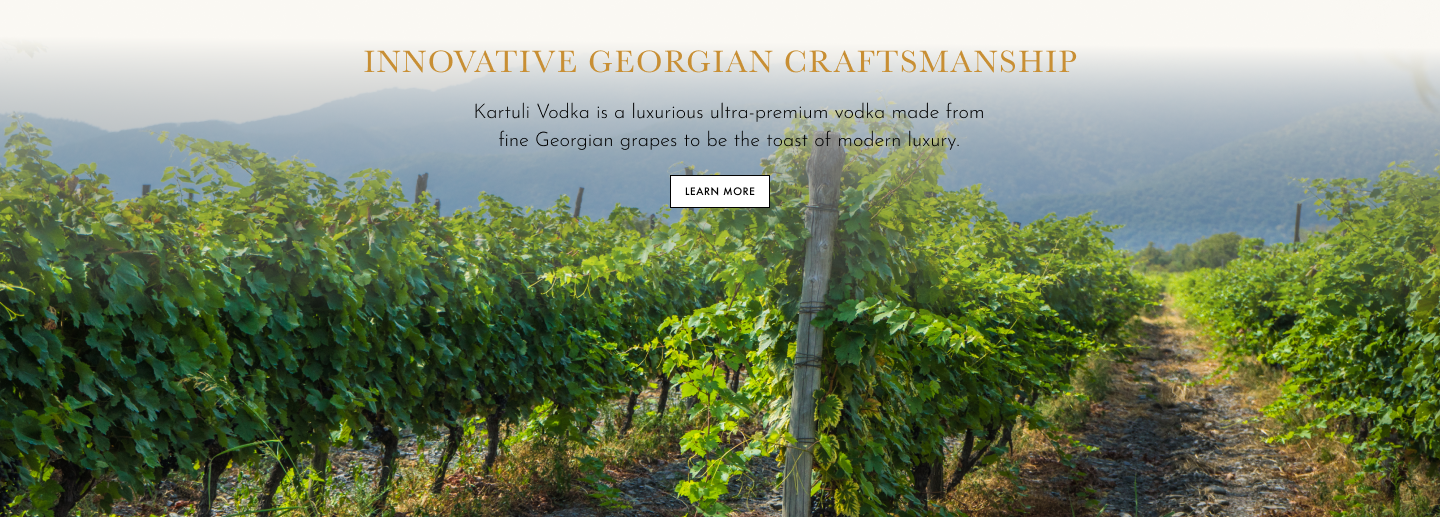 INNOVATIVE GEORGIAN CRAFTSMANSHIP
Kartuli Vodka is a luxurious ultra-premium vodka made from
fine Georgian grapes to be the toast of modern luxury.
LEARN MORE